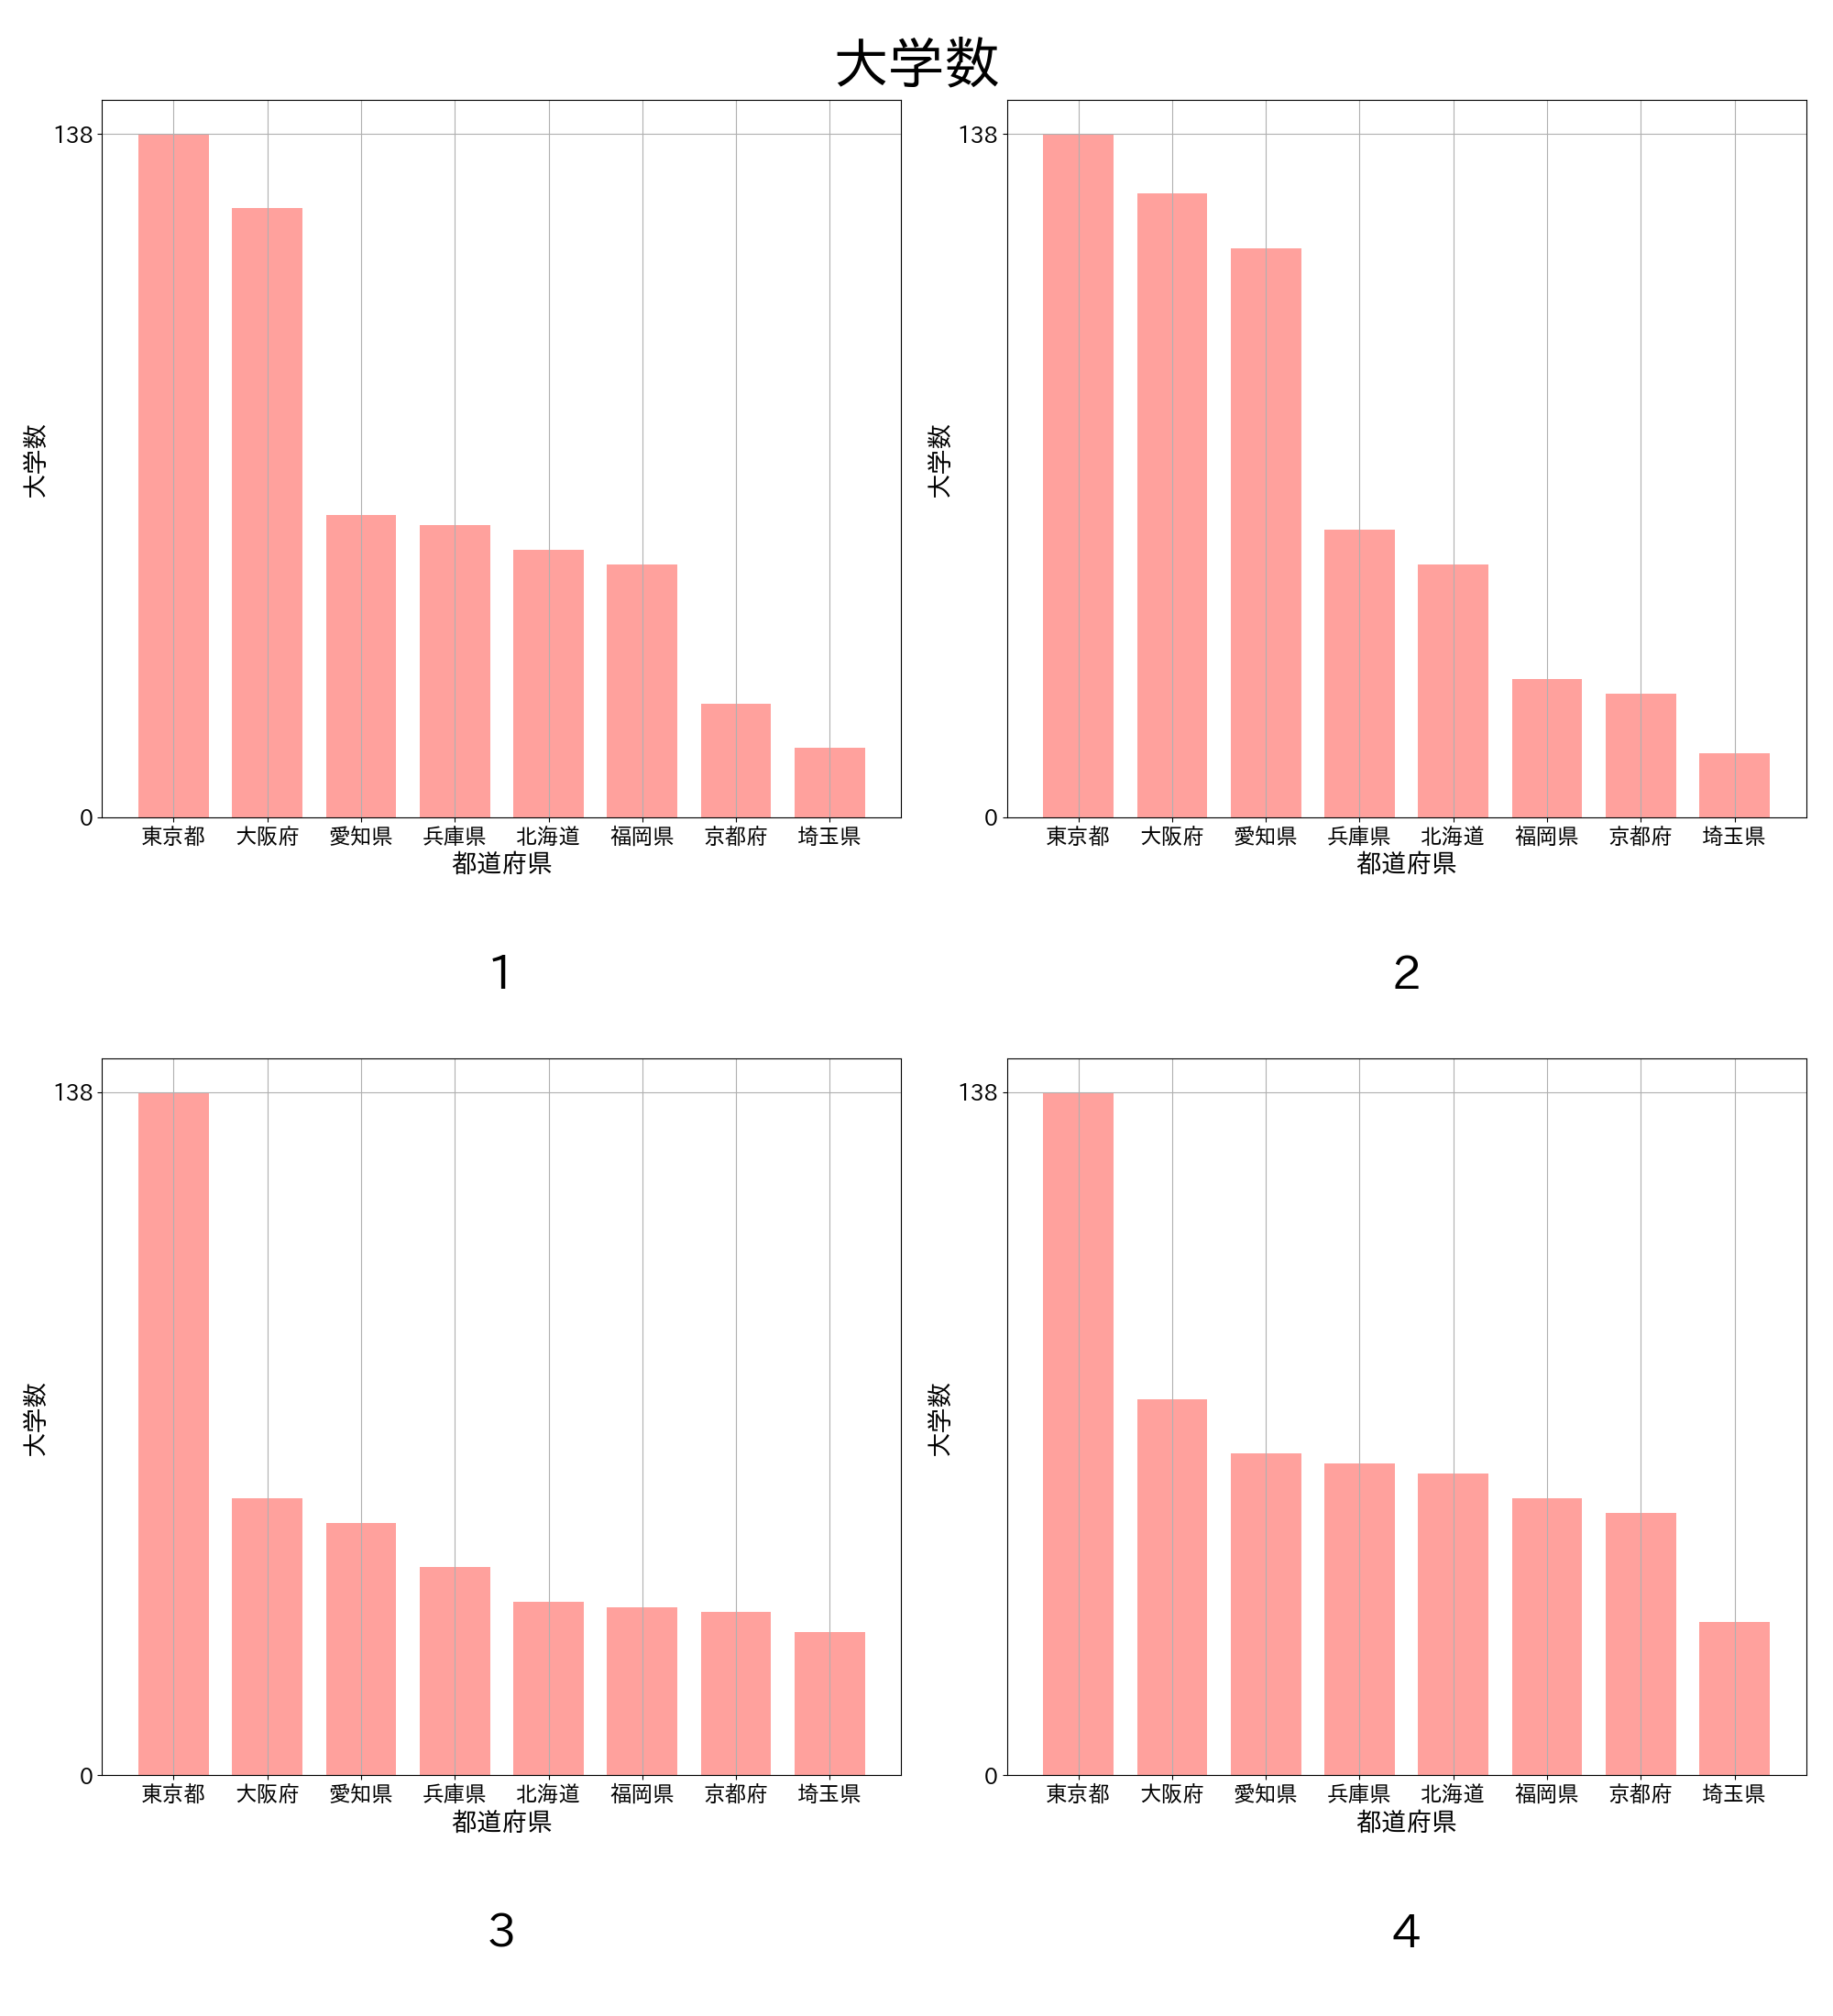 大学数
138
0
大学数
東京都 大阪府 愛知県 兵庫県 北海道 福岡県 京都府 埼玉県
都道府県
1
138
0
大学数
東京都 大阪府 愛知県 兵庫県 北海道 福岡県 京都府 埼玉県
都道府県
2
138
0
大学数
東京都 大阪府 愛知県 兵庫県 北海道 福岡県 京都府 埼玉県
都道府県
3
138
0
大学数
東京都 大阪府 愛知県 兵庫県 北海道 福岡県 京都府 埼玉県
都道府県
4